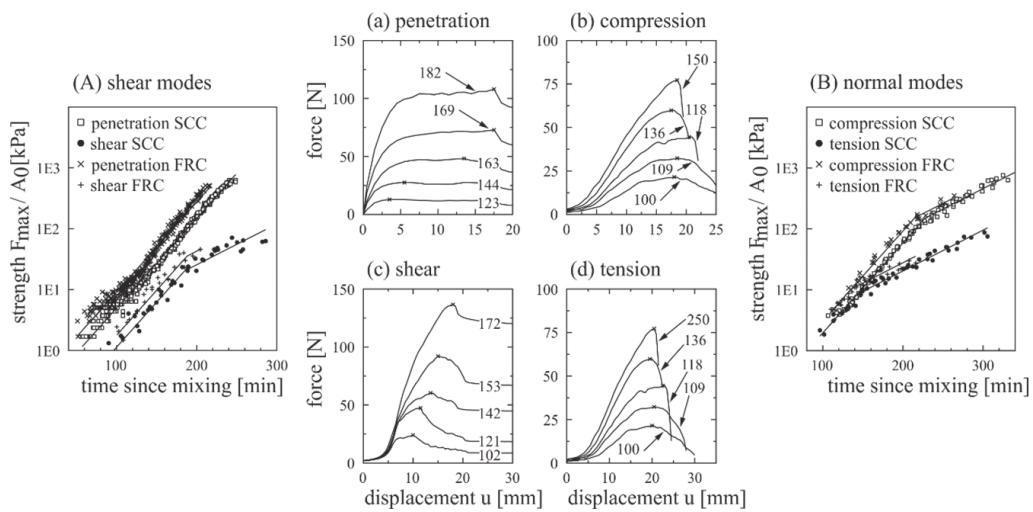 (A) shear modes
penetration SCC
shear SCC
penetration FRC
shear FRC
strength Fmax/ A0 [kPa]
1E3
1E2
1E1
1E0
100
200
300
time since mixing [min]
(a) penetration
force [N]
150
100
50
0
0
5
10
15
20
182
169
163
144
123
(b) compression
100
75
50
25
0
0
5
10
15
20
25
150
118
136
109
100
(c) shear
force [N]
150
100
50
0
0
10
20
30
172
153
142
121
102
displacement u [mm]
(d) tension
100
75
50
25
0
0
10
20
30
250
136
118
109
100
displacement u [mm]
(B) normal modes
compression SCC
tension SCC
compression FRC
tension FRC
strength Fmax/ A0 [kPa]
1E3
1E2
1E1
1E0
100
200
300
time since mixing [min]